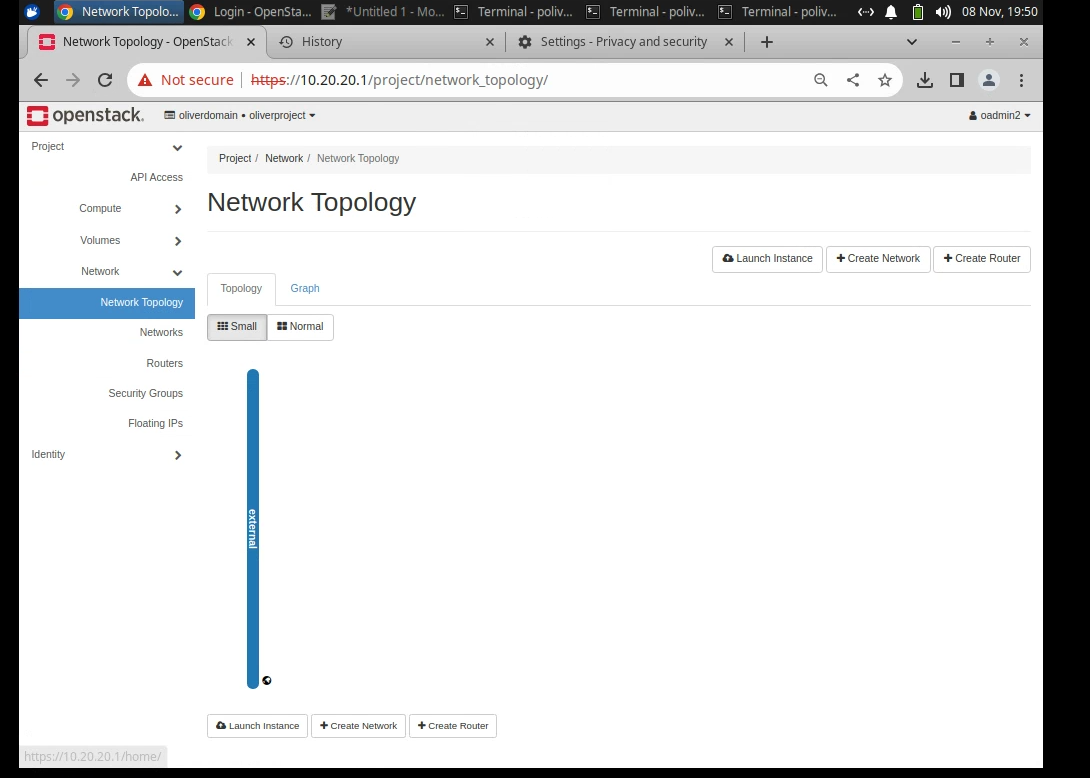 Network Topolo...
Login - OpenSta...
*Untitled 1 - Mo...
Terminal - poliv...
Terminal - poliv...
Terminal - poliv...
08 Nov, 19:50
Network Topology - OpenStack
History
Settings - Privacy and security
Not secure
https://10.20.20.1/project/network_topology/
openstack.
oliverdomain • oliverproject
oadmin2
Project
API Access
Compute
Volumes
Network
Network Topology
Networks
Routers
Security Groups
Floating IPs
Identity
Project / Network / Network Topology
Network Topology
Launch Instance
Create Network
Create Router
Topology
Graph
Small
Normal
external
Launch Instance
Create Network
Create Router
https://10.20.20.1/home/